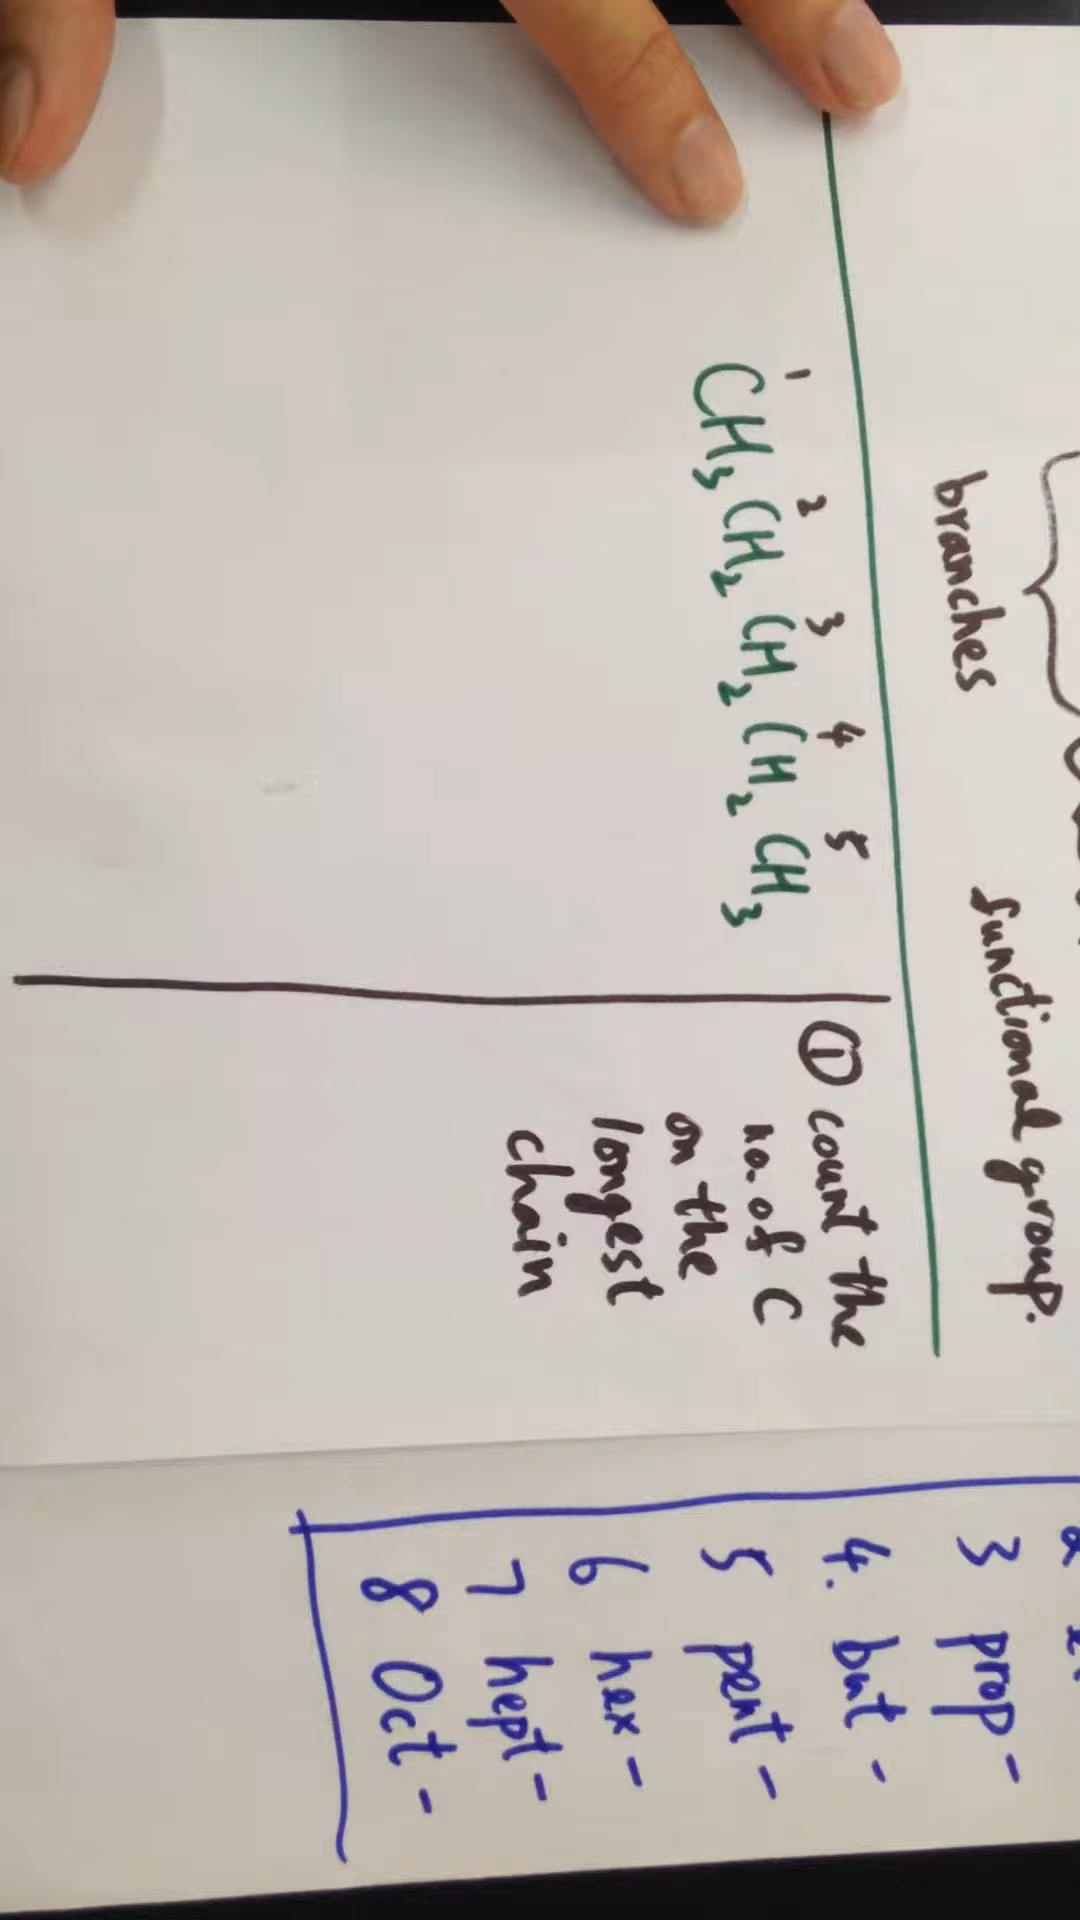 branches
functional group.
1 2 3 4 5
CH₃CH₂CH₂CH₂CH₃
① count the
no. of C
on the
longest
chain
3 prop-
4. but-
5 pent-
6 hex-
7 hept-
8 Oct-